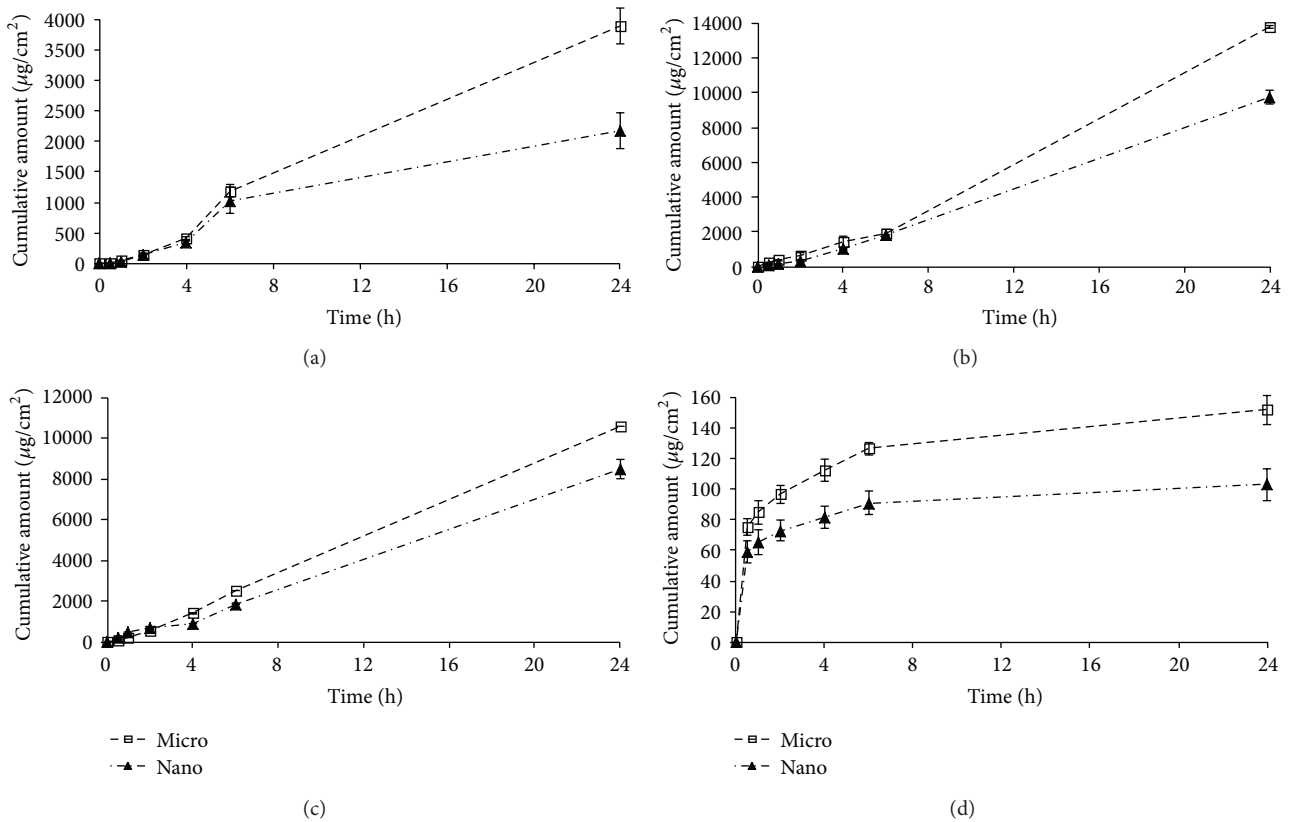 4000
3500
3000
2500
2000
1500
1000
500
0
Cumulative amount (μg/cm²)
0 4 8 12 16 20 24
Time (h)
(a)
14000
12000
10000
8000
6000
4000
2000
0
Cumulative amount (μg/cm²)
0 4 8 12 16 20 24
Time (h)
(b)
12000
10000
8000
6000
4000
2000
0
Cumulative amount (μg/cm²)
0 4 8 12 16 20 24
Time (h)
Micro
Nano
(c)
160
140
120
100
80
60
40
20
0
Cumulative amount (μg/cm²)
0 4 8 12 16 20 24
Time (h)
Micro
Nano
(d)